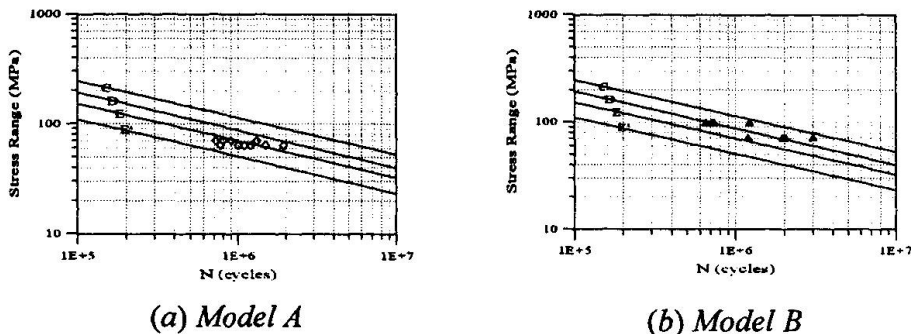 1000
100
10
Stress Range (MPa)
1E+5
1E+6
1E+7
N (cycles)
(a) Model A
1000
100
10
Stress Range (MPa)
1E+5
1E+6
1E+7
N (cycles)
(b) Model B